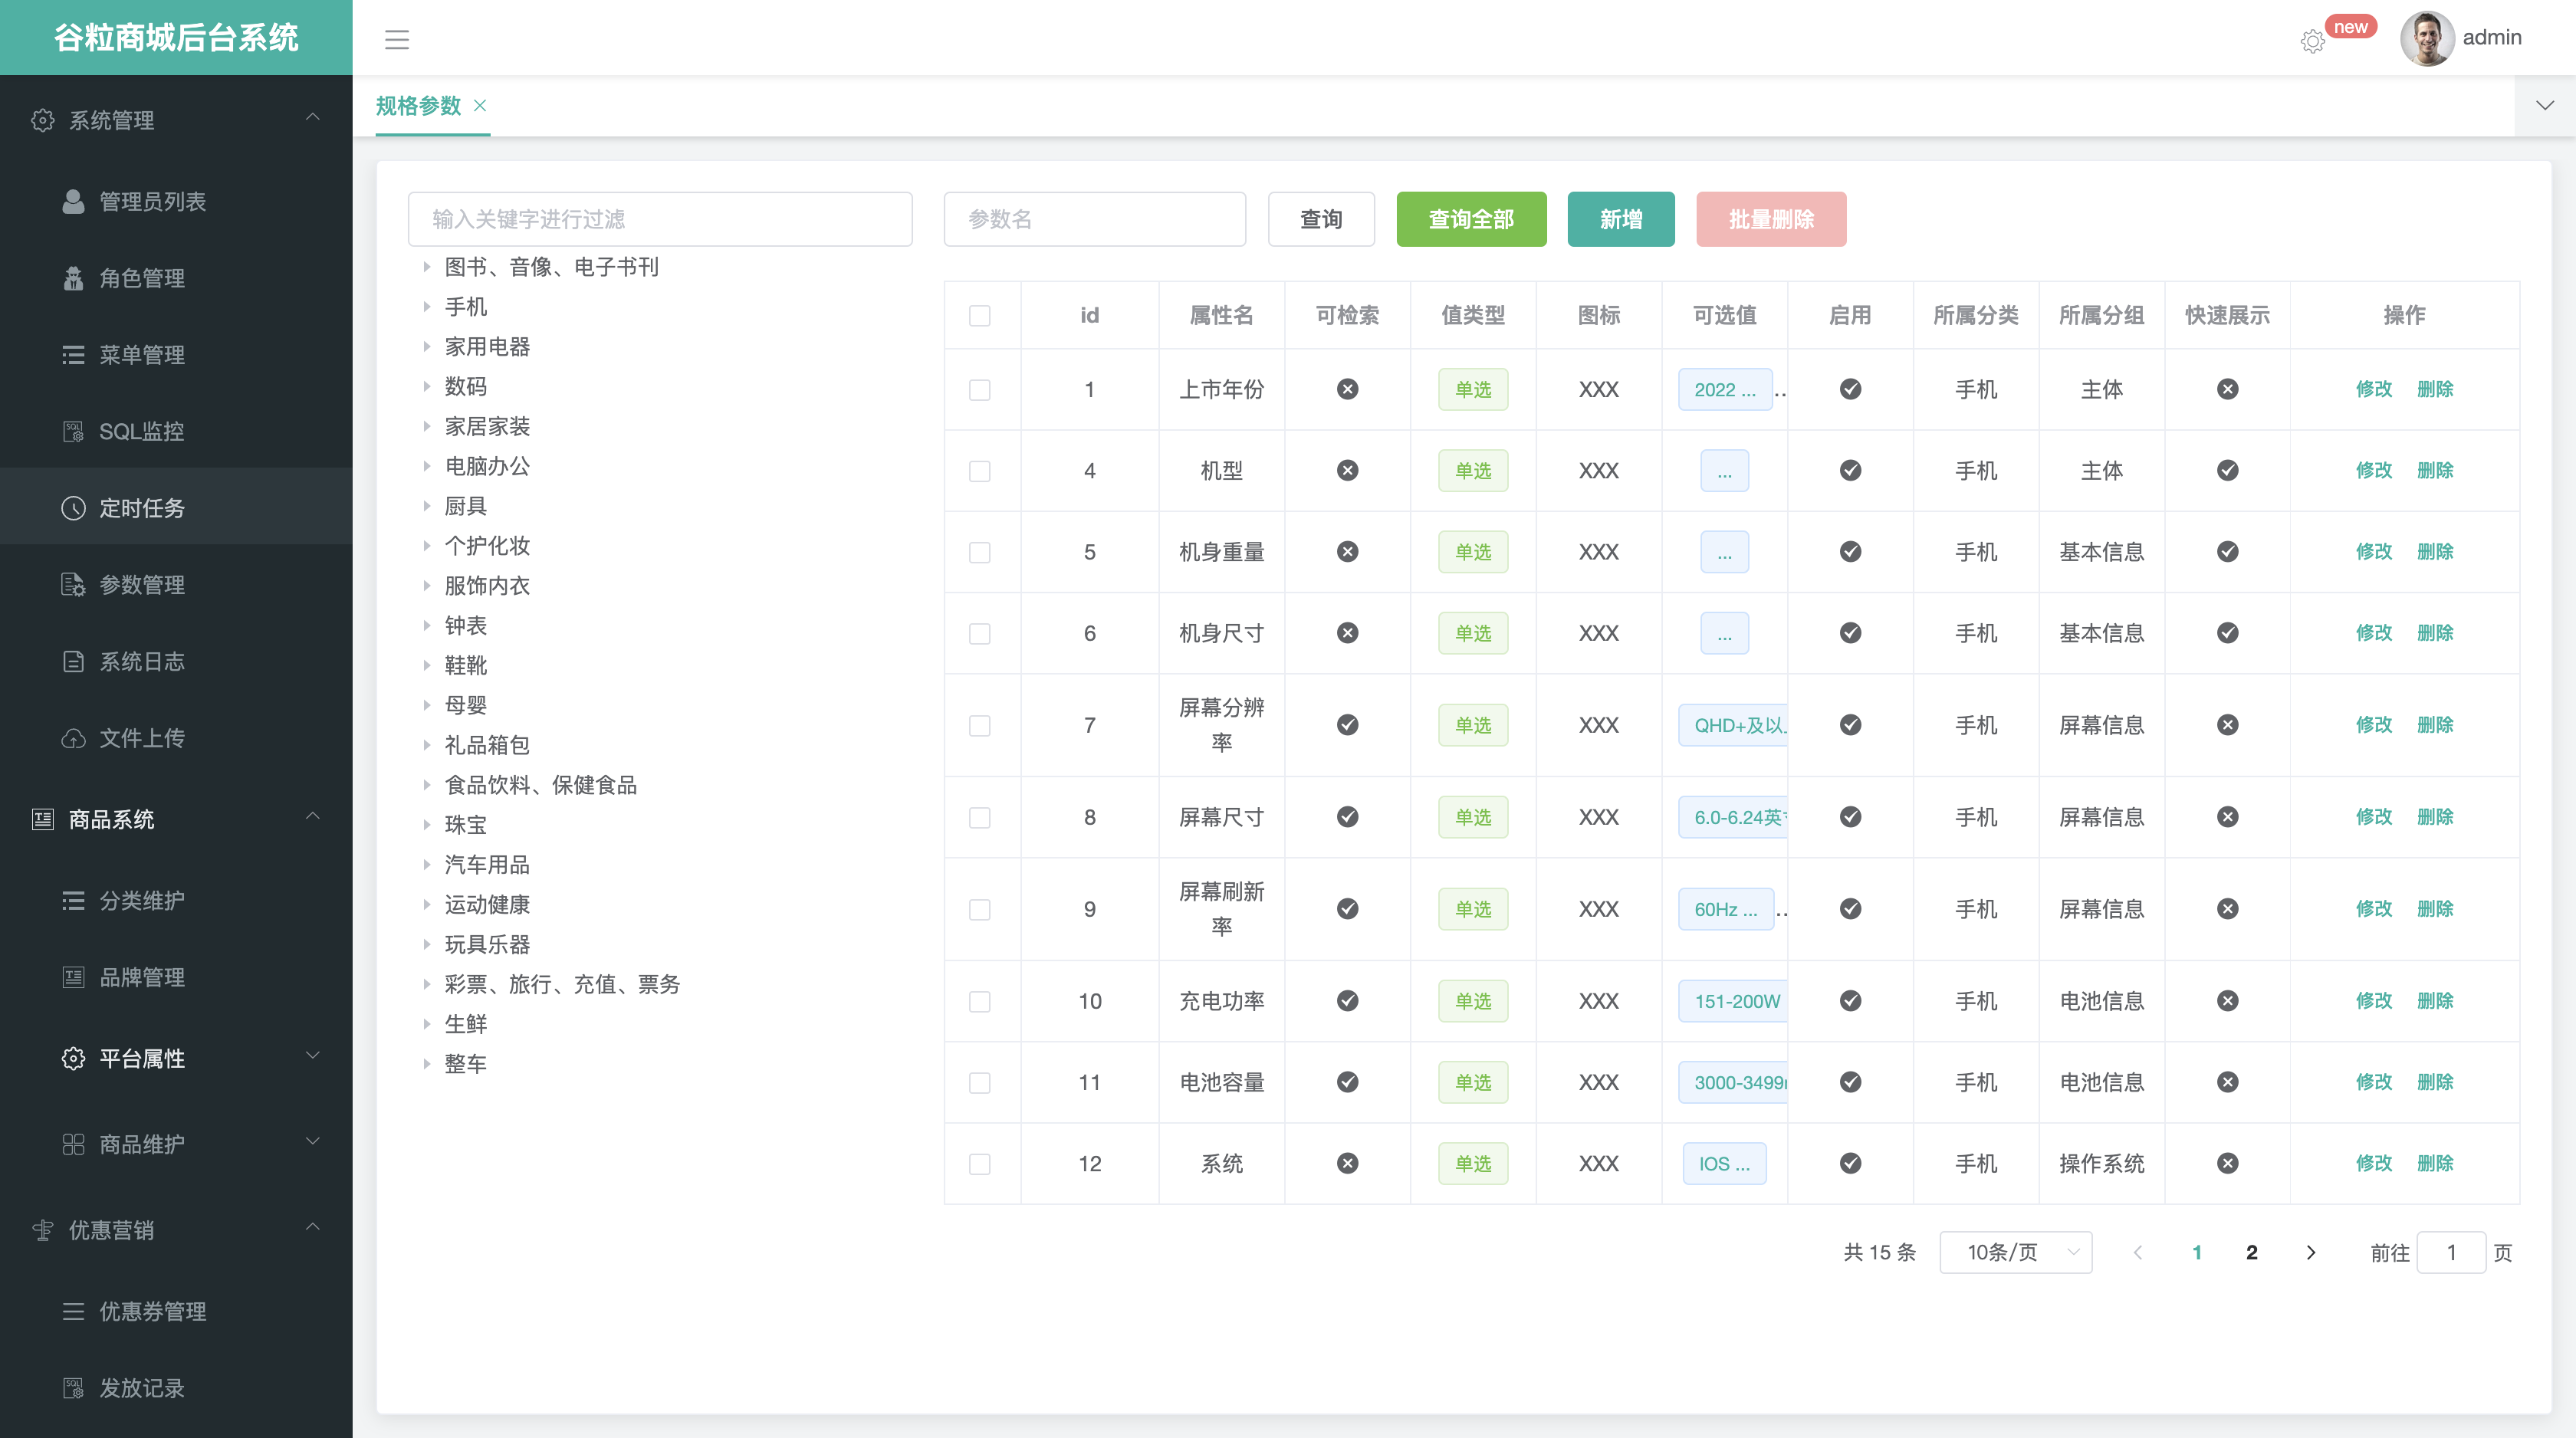 谷粒商城后台系统
new
admin
系统管理
管理员列表
角色管理
菜单管理
SQL监控
定时任务
参数管理
系统日志
文件上传
商品系统
分类维护
品牌管理
平台属性
商品维护
优惠营销
优惠券管理
发放记录
规格参数
输入关键字进行过滤
图书、音像、电子书刊
手机
家用电器
数码
家居家装
电脑办公
厨具
个护化妆
服饰内衣
钟表
鞋靴
母婴
礼品箱包
食品饮料、保健食品
珠宝
汽车用品
运动健康
玩具乐器
彩票、旅行、充值、票务
生鲜
整车
参数名 查询 查询全部 新增 批量删除
id 属性名 可检索 值类型 图标 可选值 启用 所属分类 所属分组 快速展示 操作
1 上市年份 单选 XXX 2022 ... .. 手机 主体 修改 删除
4 机型 单选 XXX ... 手机 主体 修改 删除
5 机身重量 单选 XXX ... 手机 基本信息 修改 删除
6 机身尺寸 单选 XXX ... 手机 基本信息 修改 删除
7 屏幕分辨率 单选 XXX QHD+及以 手机 屏幕信息 修改 删除
8 屏幕尺寸 单选 XXX 6.0-6.24英 手机 屏幕信息 修改 删除
9 屏幕刷新率 单选 XXX 60Hz ... .. 手机 屏幕信息 修改 删除
10 充电功率 单选 XXX 151-200W 手机 电池信息 修改 删除
11 电池容量 单选 XXX 3000-3499 手机 电池信息 修改 删除
12 系统 单选 XXX IOS ... 手机 操作系统 修改 删除
共 15 条 10条/页 1 2 前往 1 页